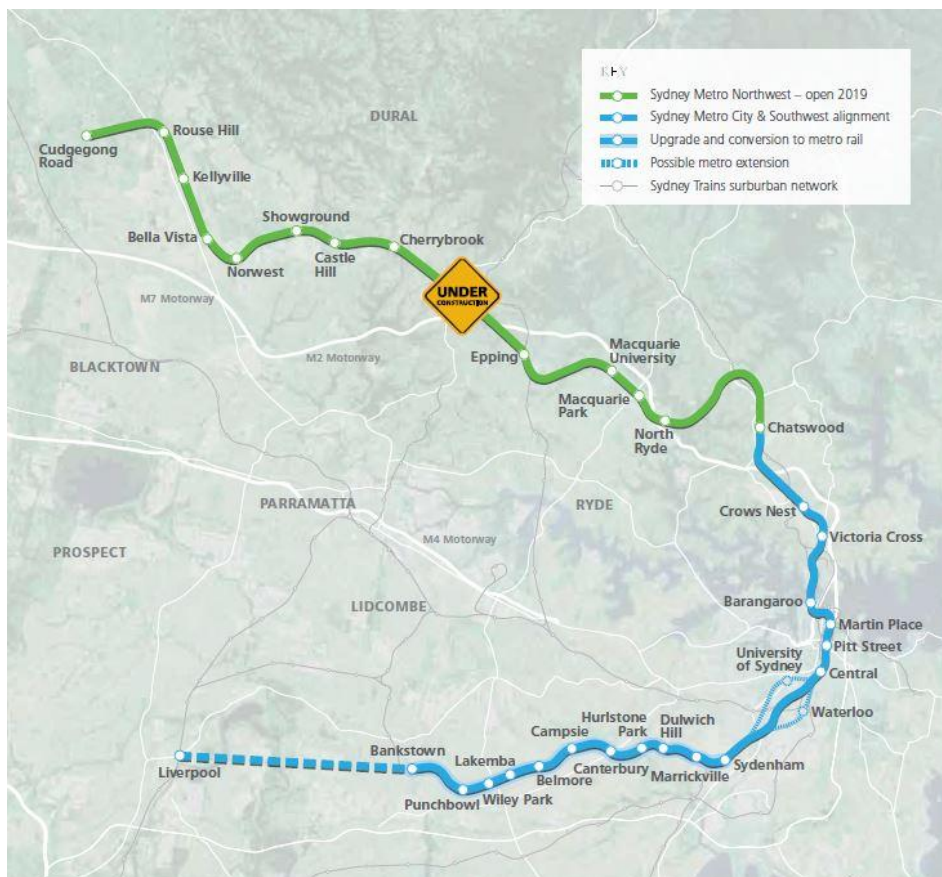 KEY
Sydney Metro Northwest – open 2019
Sydney Metro City & Southwest alignment
Upgrade and conversion to metro rail
Possible metro extension
Sydney Trains surburban network
DURAL
Rouse Hill
Cudgegong
Road
Kellyville
Showground
Bella Vista
Cherrybrook
Norwest
Castle
Hill
UNDER
CONSTRUCTION
M7 Motorway
M2 Motorway
Epping
Macquarie
University
BLACKTOWN
Macquarie
Park
North
Ryde
Chatswood
PARRAMATTA
RYDE
Crows Nest
M4 Motorway
Victoria Cross
PROSPECT
LIDCOMBE
Barangaroo
Martin Place
Pitt Street
University
of Sydney
Central
Waterloo
Hurlstone
Park
Dulwich
Hill
Campsie
Bankstown
Lakemba
Liverpool
Canterbury
Sydenham
Belmore
Marrickville
Punchbowl
Wiley Park